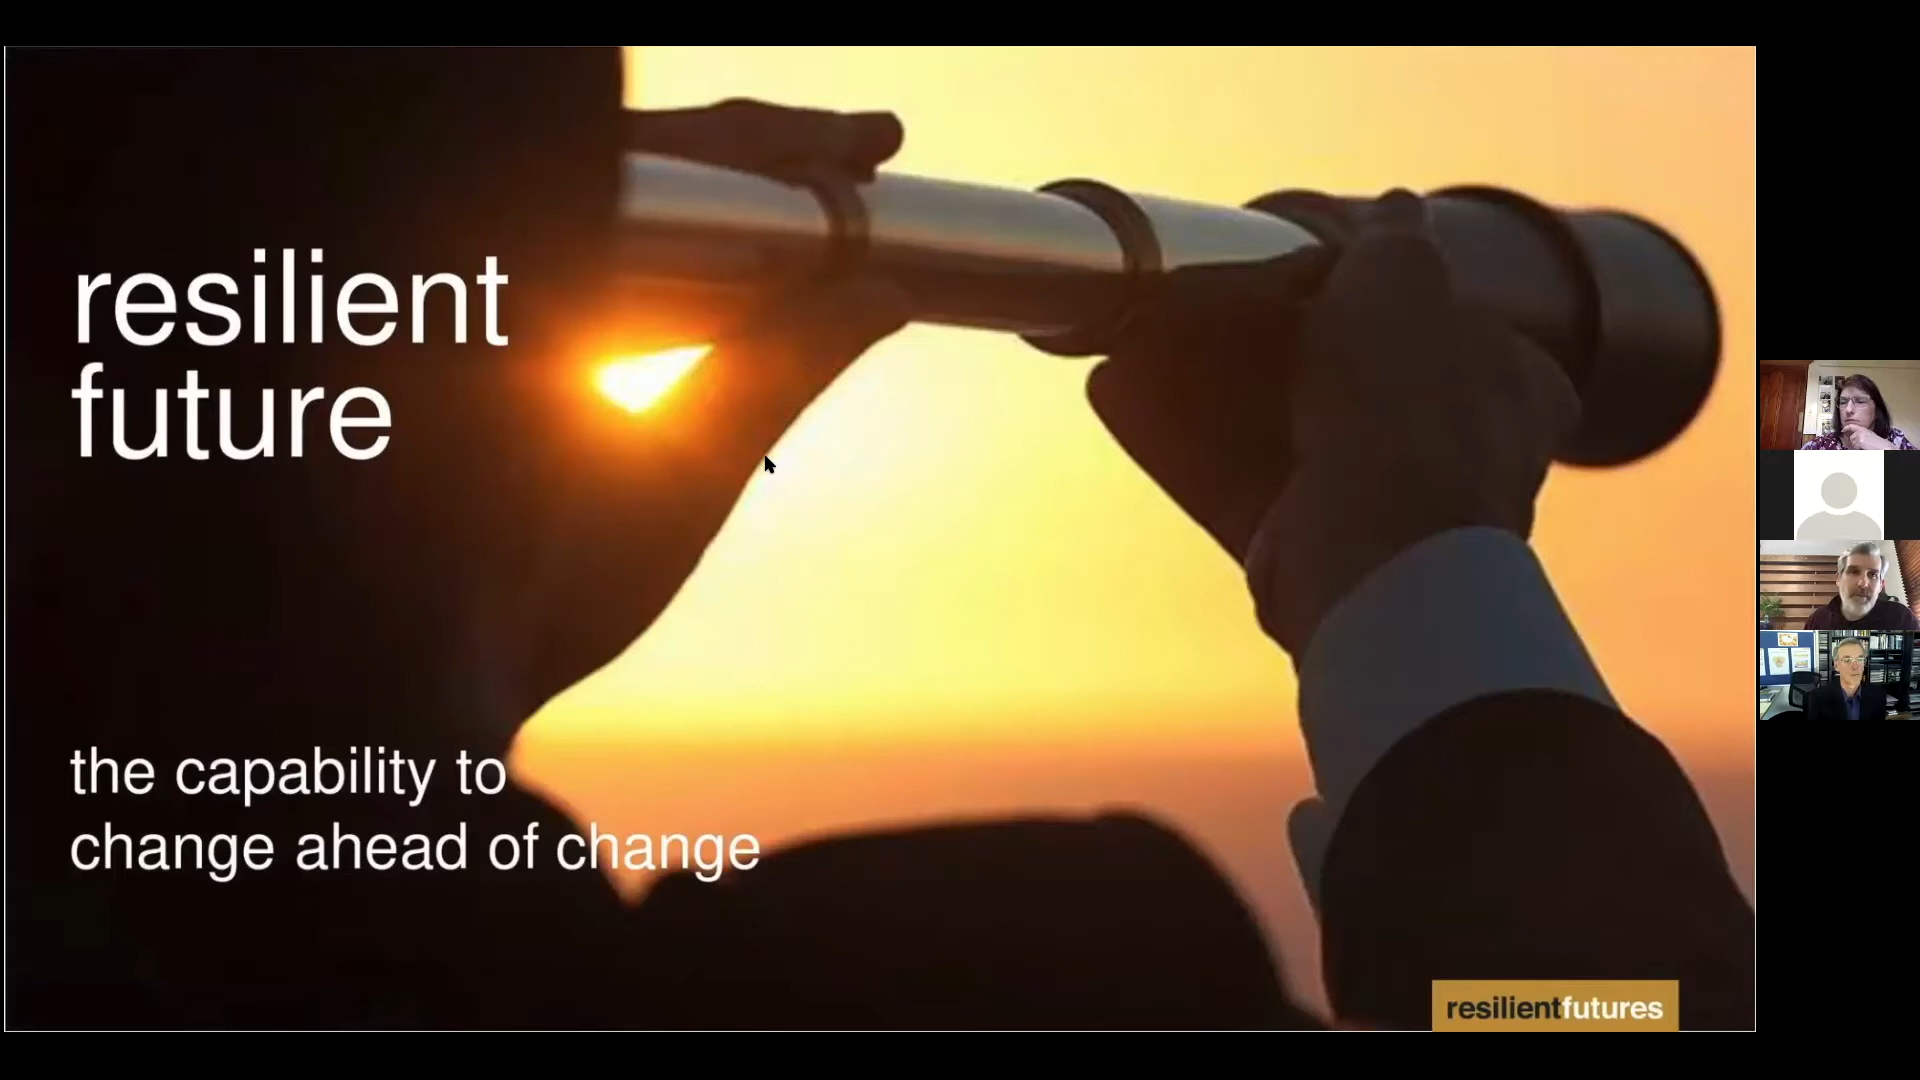 resilient
future
the capability to
change ahead of change
resilientfutures